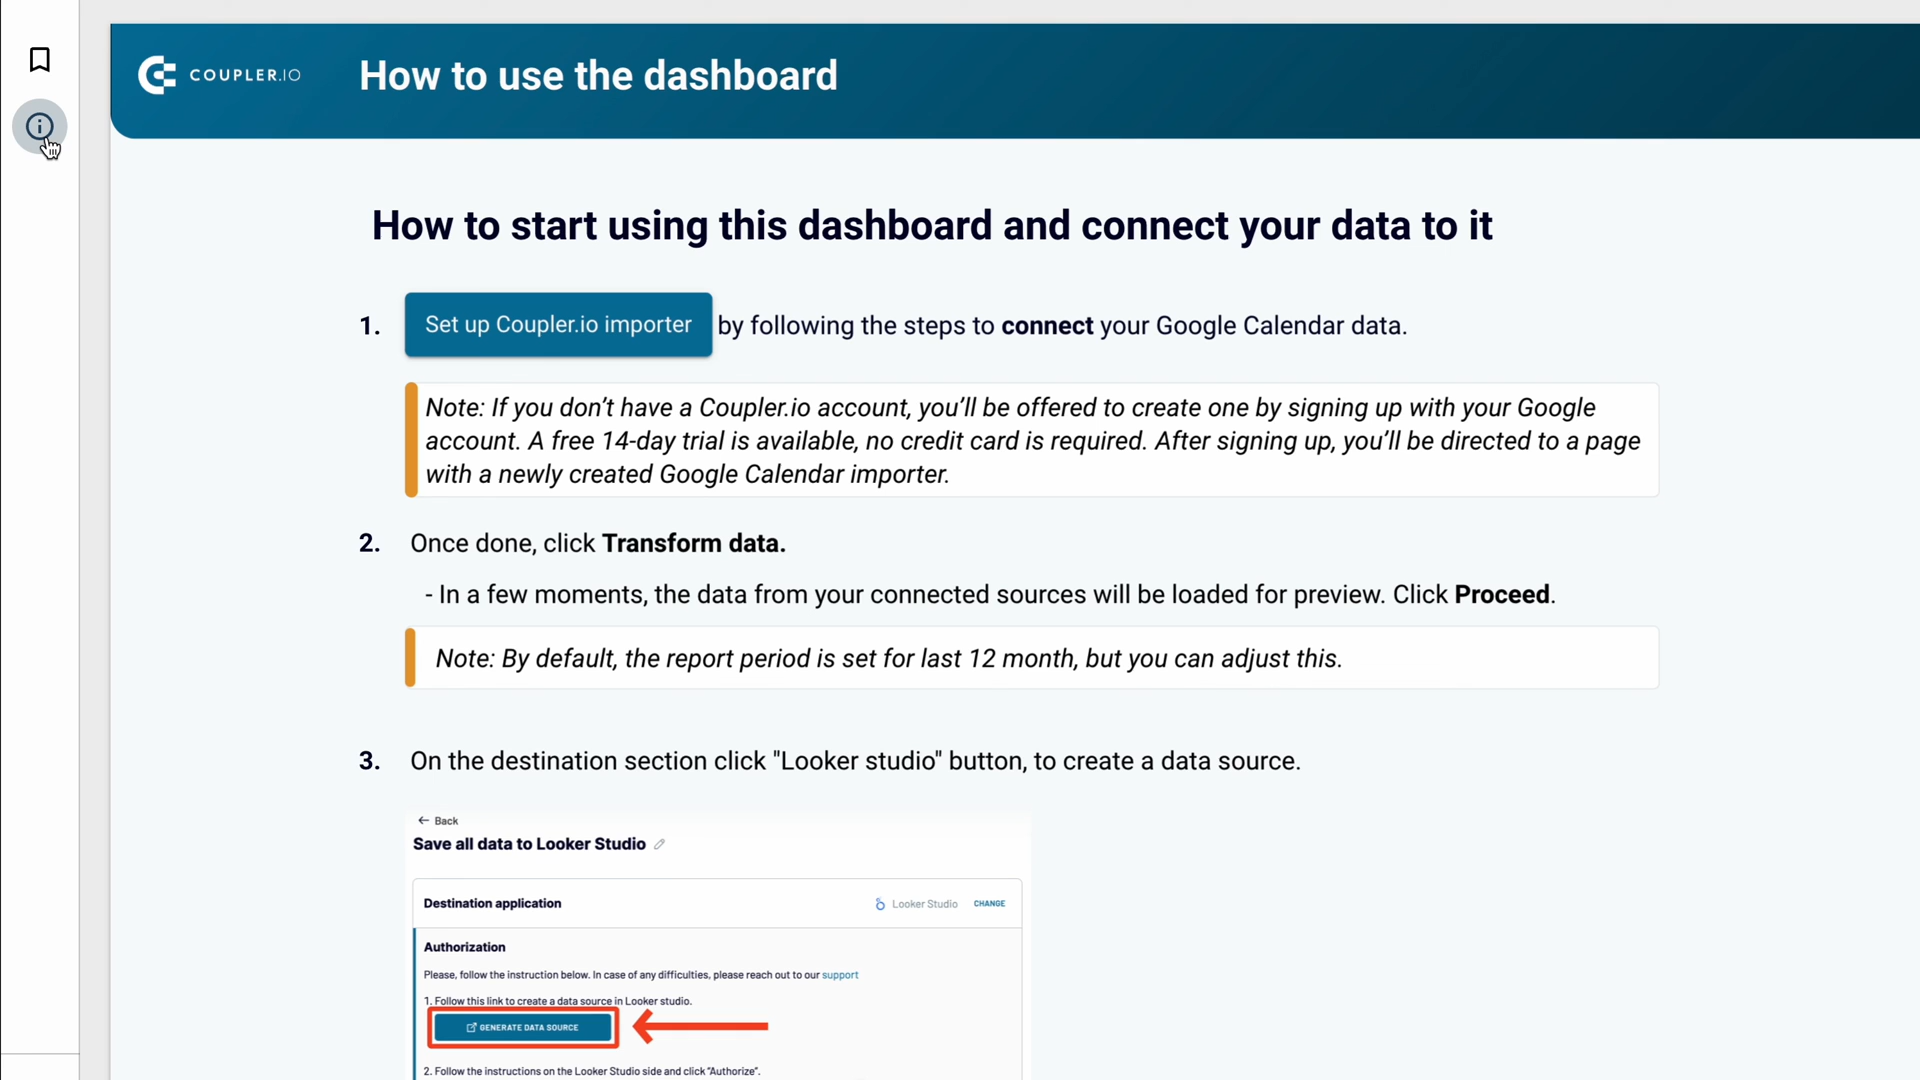 COUPLER.IO
How to use the dashboard
How to start using this dashboard and connect your data to it
1. Set up Coupler.io importer by following the steps to connect your Google Calendar data.
Note: If you don’t have a Coupler.io account, you’ll be offered to create one by signing up with your Google
account. A free 14-day trial is available, no credit card is required. After signing up, you’ll be directed to a page
with a newly created Google Calendar importer.
2. Once done, click Transform data.
- In a few moments, the data from your connected sources will be loaded for preview. Click Proceed.
Note: By default, the report period is set for last 12 month, but you can adjust this.
3. On the destination section click "Looker studio" button, to create a data source.
← Back
Save all data to Looker Studio
Destination application Looker Studio CHANGE
Authorization
Please, follow the instruction below. In case of any difficulties, please reach out to our support
1. Follow this link to create a data source in Looker studio.
GENERATE DATA SOURCE
2. Follow the instructions on the Looker Studio side and click "Authorize".